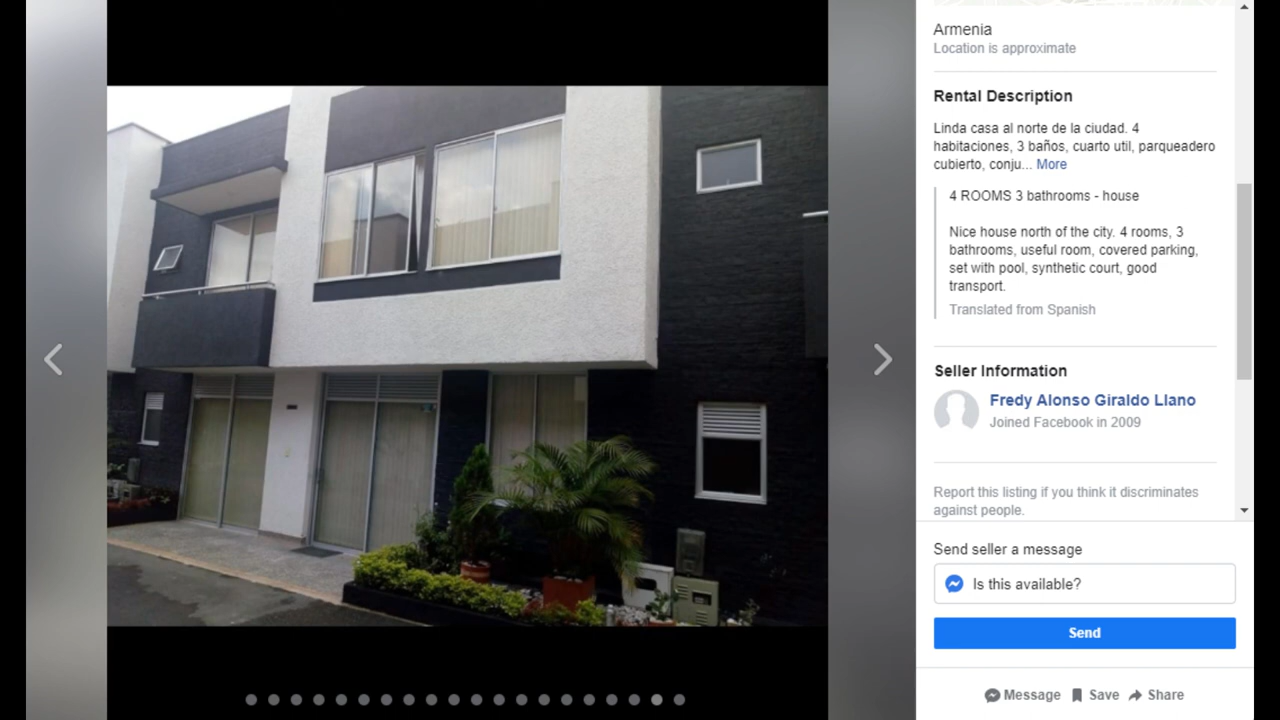 Armenia
Location is approximate
Rental Description
Linda casa al norte de la ciudad. 4
habitaciones, 3 baños, cuarto util, parqueadero
cubierto, conju... More
4 ROOMS 3 bathrooms - house
Nice house north of the city. 4 rooms, 3
bathrooms, useful room, covered parking,
set with pool, synthetic court, good
transport.
Translated from Spanish
Seller Information
Fredy Alonso Giraldo Llano
Joined Facebook in 2009
Report this listing if you think it discriminates
against people.
Send seller a message
Is this available?
Send
Message Save Share